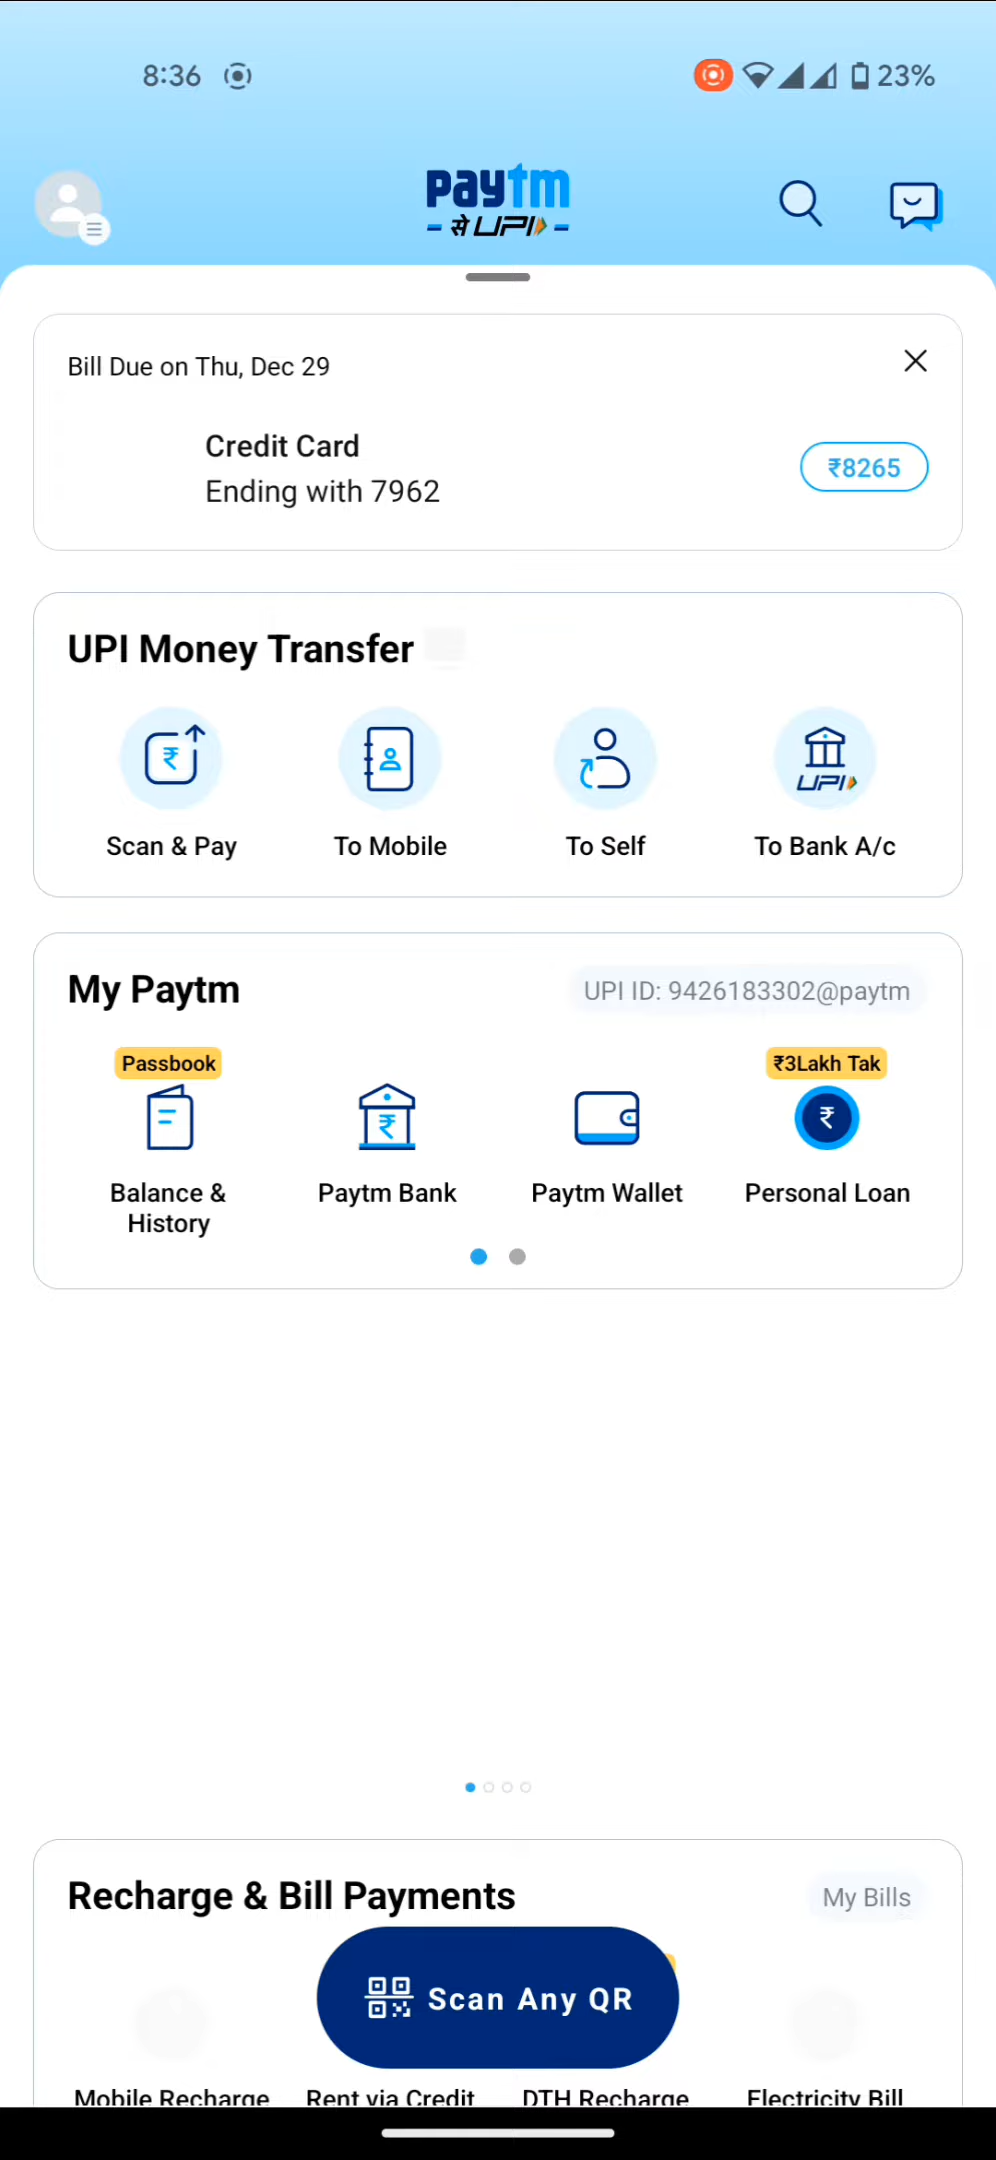 8:36
23%
paytm
से UPI
Bill Due on Thu, Dec 29
Credit Card
Ending with 7962
₹8265
UPI Money Transfer
Scan & Pay
To Mobile
To Self
UPI
To Bank A/c
My Paytm
UPI ID: 9426183302@paytm
Passbook
₹3Lakh Tak
Balance &
History
Paytm Bank
Paytm Wallet
Personal Loan
Recharge & Bill Payments
My Bills
Scan Any QR
Mobile Recharge
Rent via Credit
DTH Recharge
Electricity Bill